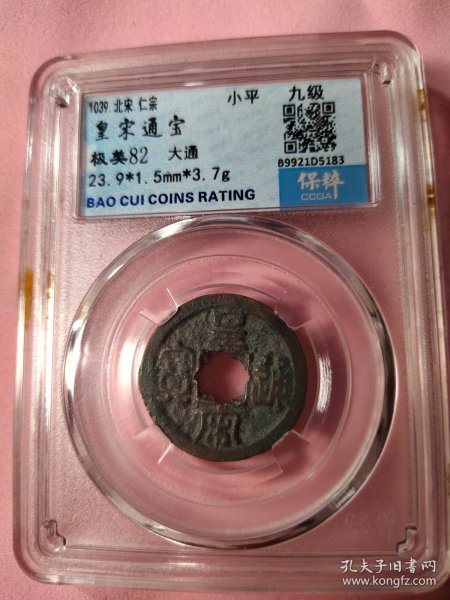 1039 北宋 仁宗 小平 九级
皇宋通宝
极美82 大通
23.9*1.5mm*3.7g
BAO CUI COINS RATING
B9921D5183
保粹
CCGA
皇
宋
通
寶
孔夫子旧书网
www.kongfz.com